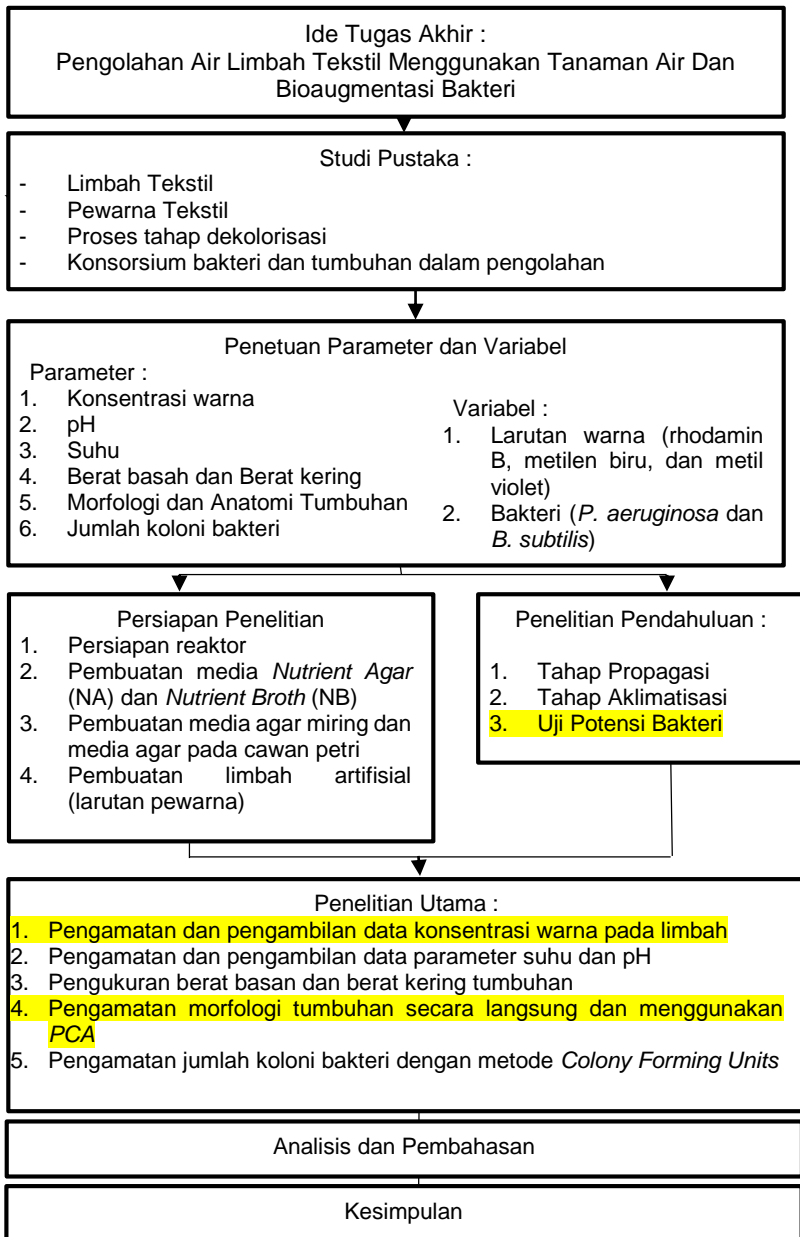 Ide Tugas Akhir :
Pengolahan Air Limbah Tekstil Menggunakan Tanaman Air Dan
Bioaugmentasi Bakteri
Studi Pustaka :
- Limbah Tekstil
- Pewarna Tekstil
- Proses tahap dekolorisasi
- Konsorsium bakteri dan tumbuhan dalam pengolahan
Penetuan Parameter dan Variabel
Parameter :
1. Konsentrasi warna
2. pH
3. Suhu
4. Berat basah dan Berat kering
5. Morfologi dan Anatomi Tumbuhan
6. Jumlah koloni bakteri
Variabel :
1. Larutan warna (rhodamin
B, metilen biru, dan metil
violet)
2. Bakteri (P. aeruginosa dan
B. subtilis)
Persiapan Penelitian
1. Persiapan reaktor
2. Pembuatan media Nutrient Agar
(NA) dan Nutrient Broth (NB)
3. Pembuatan media agar miring dan
media agar pada cawan petri
4. Pembuatan limbah artifisial
(larutan pewarna)
Penelitian Pendahuluan :
1. Tahap Propagasi
2. Tahap Aklimatisasi
3. Uji Potensi Bakteri
Penelitian Utama :
1. Pengamatan dan pengambilan data konsentrasi warna pada limbah
2. Pengamatan dan pengambilan data parameter suhu dan pH
3. Pengukuran berat basan dan berat kering tumbuhan
4. Pengamatan morfologi tumbuhan secara langsung dan menggunakan
PCA
5. Pengamatan jumlah koloni bakteri dengan metode Colony Forming Units
Analisis dan Pembahasan
Kesimpulan